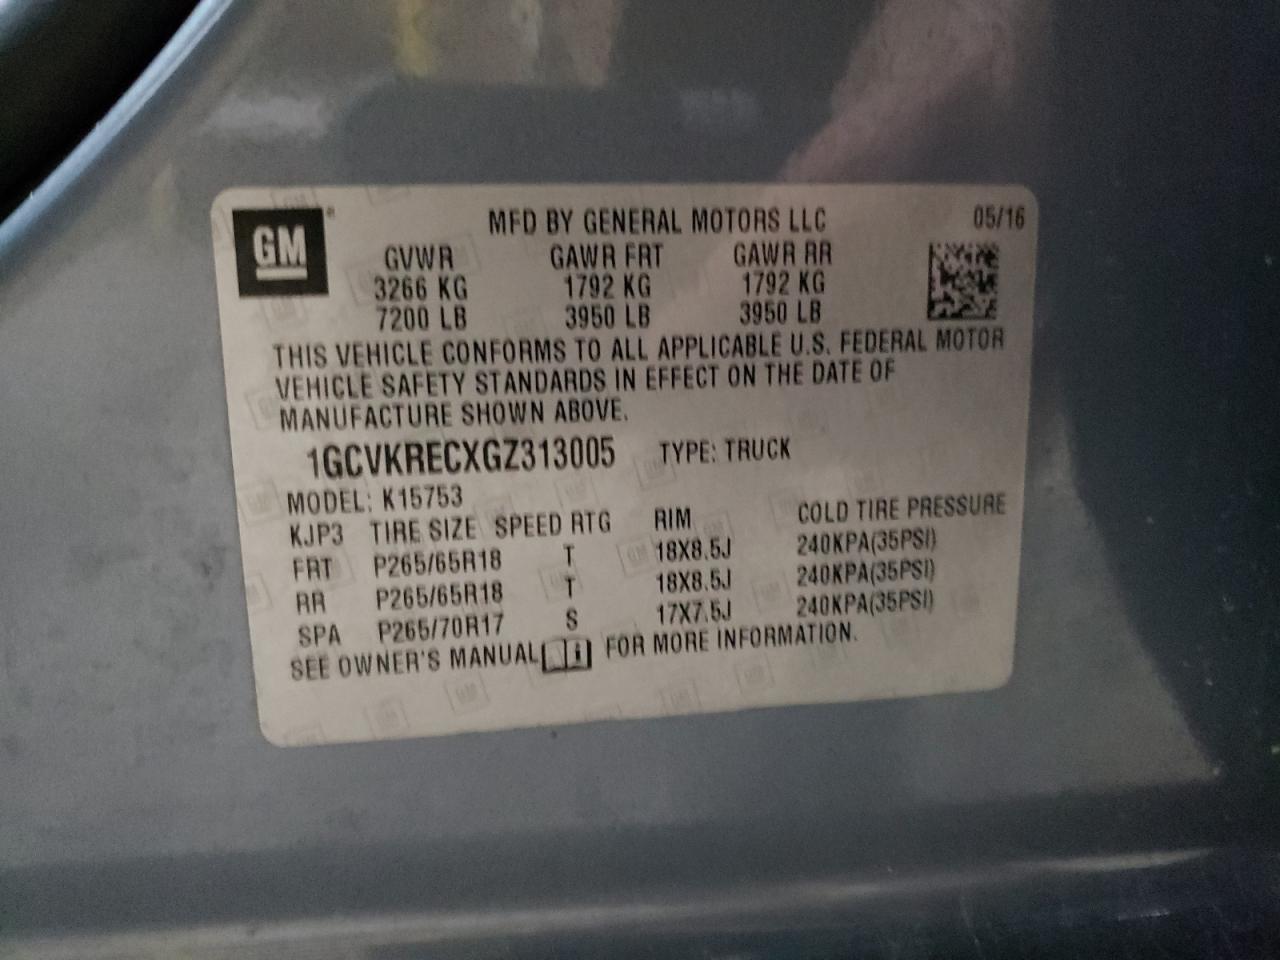 GM
MFD BY GENERAL MOTORS LLC 05/16
GVWR GAWR FRT GAWR RR
3266 KG 1792 KG 1792 KG
7200 LB 3950 LB 3950 LB
THIS VEHICLE CONFORMS TO ALL APPLICABLE U.S. FEDERAL MOTOR
VEHICLE SAFETY STANDARDS IN EFFECT ON THE DATE OF
MANUFACTURE SHOWN ABOVE.
1GCVKRECXGZ313005 TYPE: TRUCK
MODEL: K15753
KJP3 TIRE SIZE SPEED RTG RIM COLD TIRE PRESSURE
FRT P265/65R18 T 18X8.5J 240KPA(35PSI)
RR P265/65R18 T 18X8.5J 240KPA(35PSI)
SPA P265/70R17 S 17X7.5J 240KPA(35PSI)
SEE OWNER'S MANUAL FOR MORE INFORMATION.